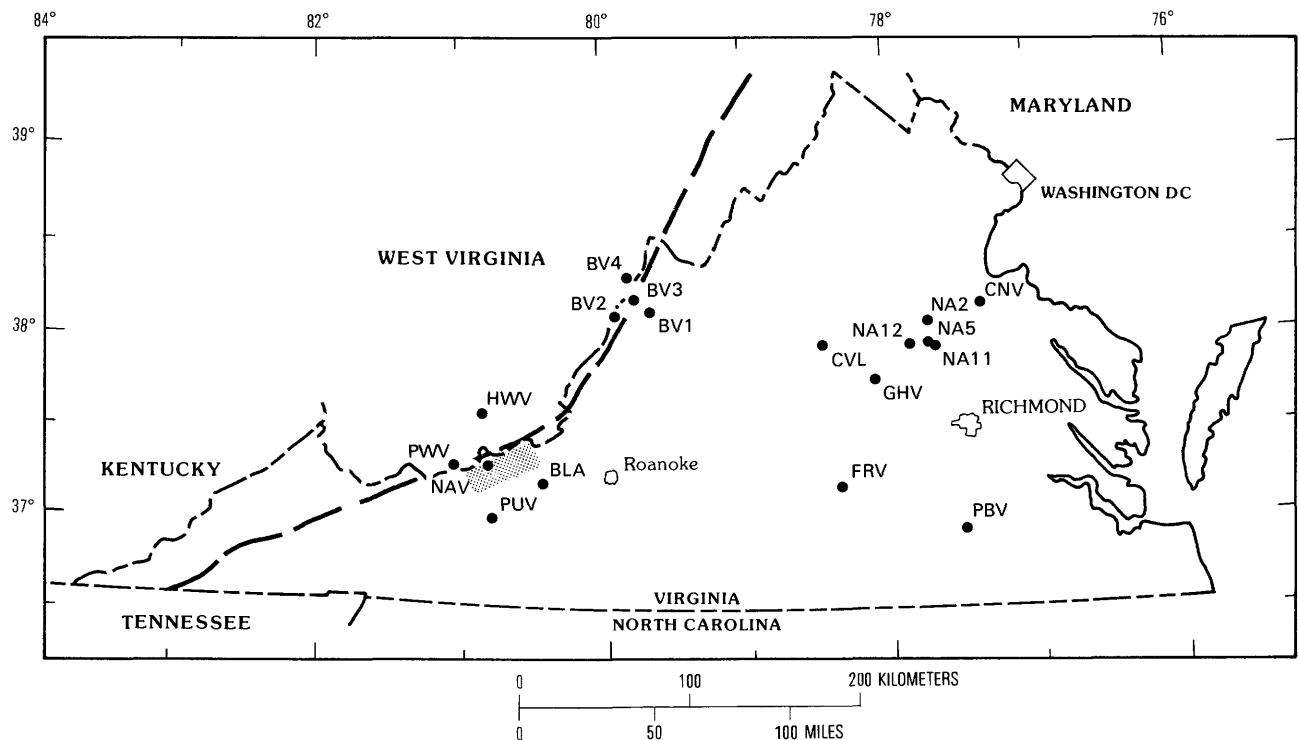 84° 82° 80° 78° 76°
39°
MARYLAND
WASHINGTON DC
WEST VIRGINIA
BV4
BV3
CNV
BV2
NA2
38°
BV1
NA12
NA5
CVL
NA11
GHV
HWV
RICHMOND
PWV
KENTUCKY
BLA
Roanoke
NAV
FRV
37°
PUV
PBV
VIRGINIA
TENNESSEE
NORTH CAROLINA
0 100 200 KILOMETERS
0 50 100 MILES